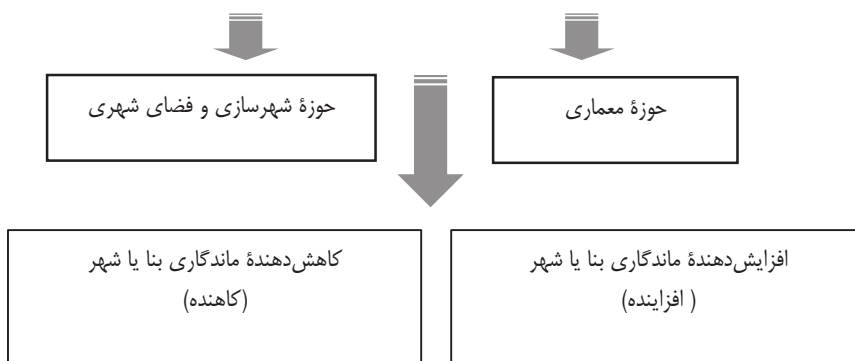 حوزهٔ معماری
حوزهٔ شهرسازی و فضای شهری
افزایش‌دهندهٔ ماندگاری بنا یا شهر
( افزاینده)
کاهش‌دهندهٔ ماندگاری بنا یا شهر
(کاهنده)